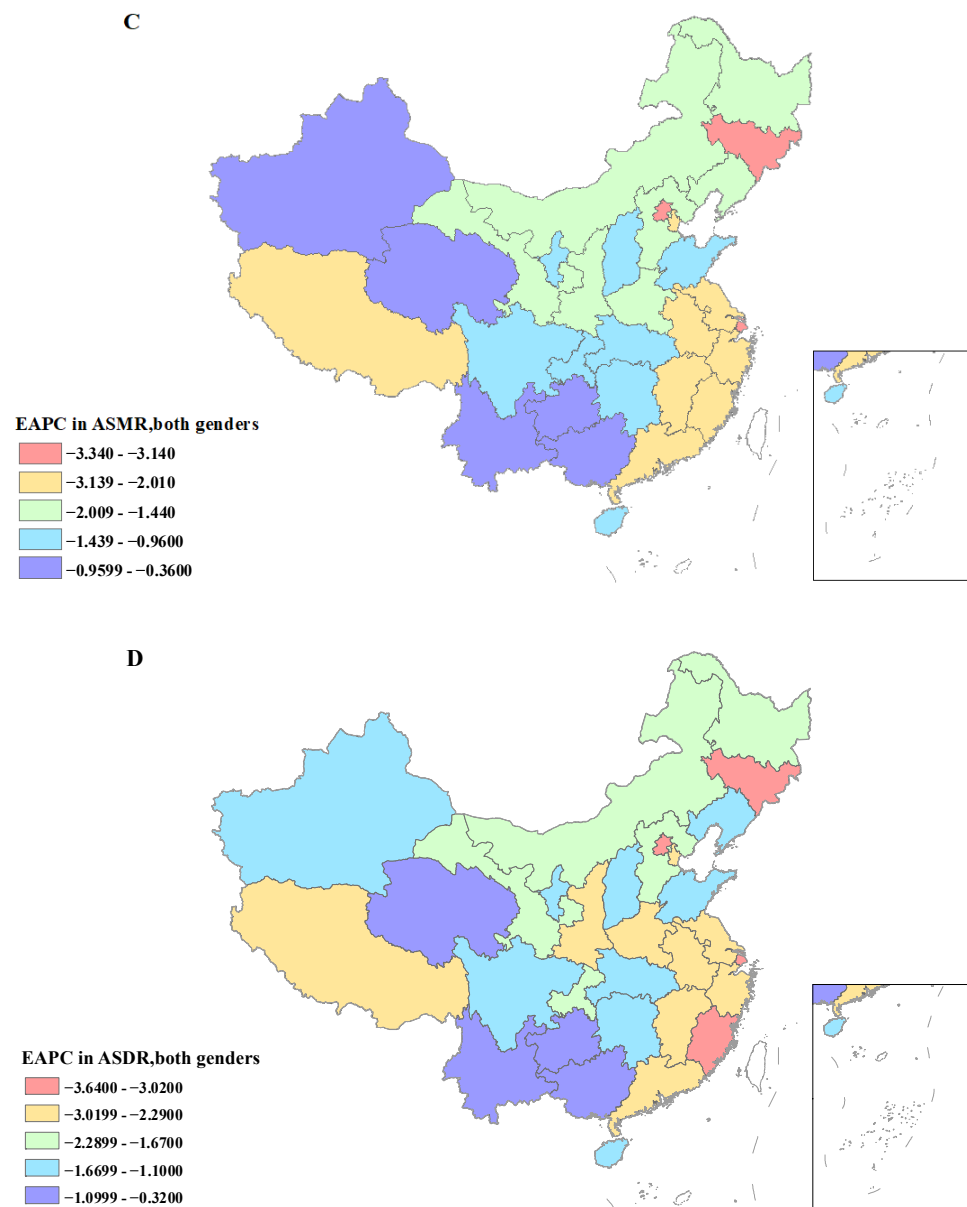 C
EAPC in ASMR,both genders
−3.340 - −3.140
−3.139 - −2.010
−2.009 - −1.440
−1.439 - −0.9600
−0.9599 - −0.3600
D
EAPC in ASDR,both genders
−3.6400 - −3.0200
−3.0199 - −2.2900
−2.2899 - −1.6700
−1.6699 - −1.1000
−1.0999 - −0.3200